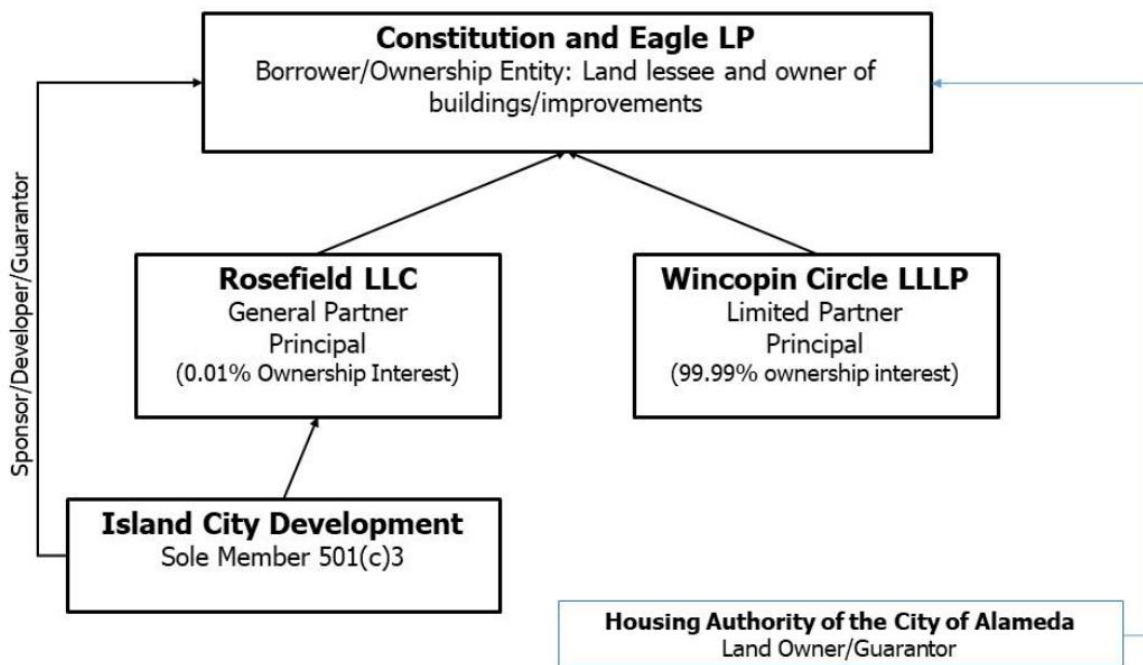 Constitution and Eagle LP
Borrower/Ownership Entity: Land lessee and owner of
buildings/improvements
Sponsor/Developer/Guarantor
Rosefield LLC
General Partner
Principal
(0.01% Ownership Interest)
Wincopin Circle LLLP
Limited Partner
Principal
(99.99% ownership interest)
Island City Development
Sole Member 501(c)3
Housing Authority of the City of Alameda
Land Owner/Guarantor